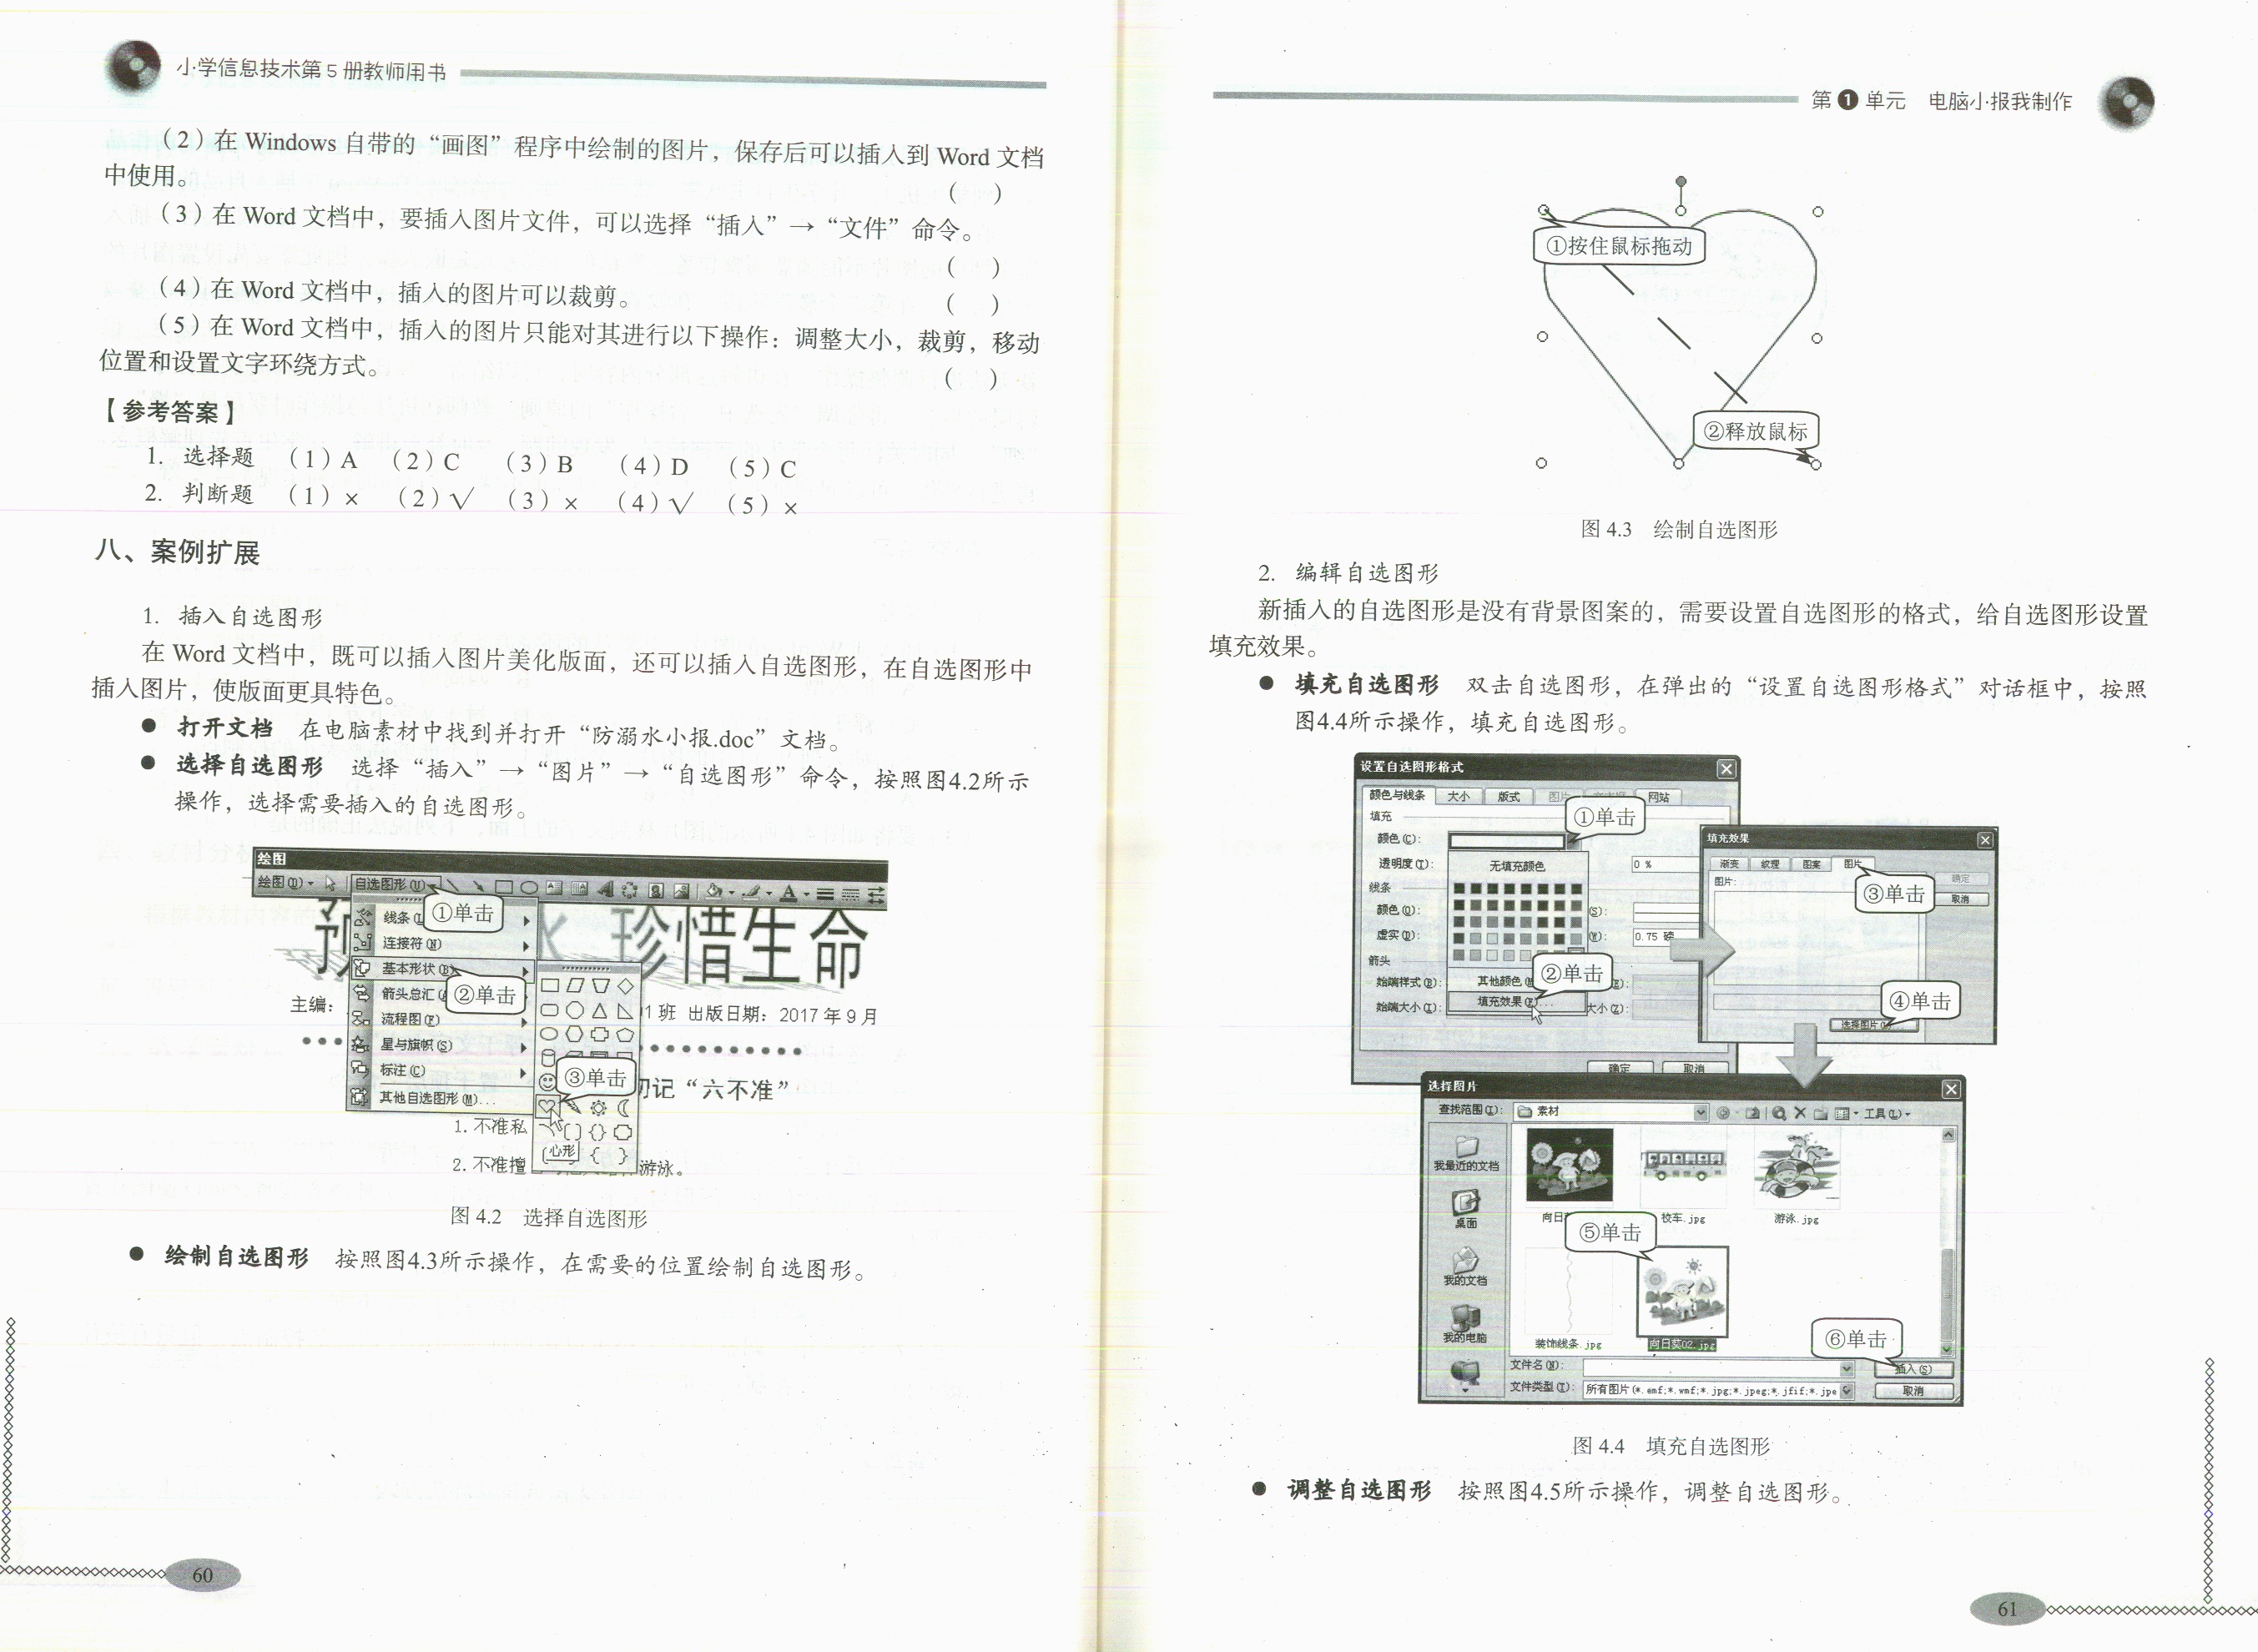 小学信息技术第5册教师用书
（2）在 Windows 自带的“画图”程序中绘制的图片，保存后可以插入到 Word 文档
中使用。 （ ）
（3）在 Word 文档中，要插入图片文件，可以选择“插入”→“文件”命令。
（ ）
（4）在 Word 文档中，插入的图片可以裁剪。 （ ）
（5）在 Word 文档中，插入的图片只能对其进行以下操作：调整大小，裁剪，移动
位置和设置文字环绕方式。 （ ）
【参考答案】
1. 选择题 （1）A （2）C （3）B （4）D （5）C
2. 判断题 （1）× （2）√ （3）× （4）√ （5）×
八、案例扩展
1. 插入自选图形
在 Word 文档中，既可以插入图片美化版面，还可以插入自选图形，在自选图形中
插入图片，使版面更具特色。
● 打开文档 在电脑素材中找到并打开“防溺水小报.doc”文档。
● 选择自选图形 选择“插入”→“图片”→“自选图形”命令，按照图4.2所示
操作，选择需要插入的自选图形。
绘图
绘图(D) 自选图形(U)
①单击
线条(L)
连接符(N)
基本形状(B)
②单击
箭头总汇(A)
流程图(F)
星与旗帜(S)
标注(C)
其他自选图形(M)...
③单击
心形
珍惜生命
主编：
01班 出版日期：2017年9月
记“六不准”
1. 不准私
2. 不准擅
游泳。
图 4.2 选择自选图形
● 绘制自选图形 按照图4.3所示操作，在需要的位置绘制自选图形。
60
第1单元 电脑小报我制作
①按住鼠标拖动
②释放鼠标
图 4.3 绘制自选图形
2. 编辑自选图形
新插入的自选图形是没有背景图案的，需要设置自选图形的格式，给自选图形设置
填充效果。
● 填充自选图形 双击自选图形，在弹出的“设置自选图形格式”对话框中，按照
图4.4所示操作，填充自选图形。
设置自选图形格式
颜色与线条 大小 版式 图片 网站
填充
①单击
颜色(C):
透明度(T): 0 %
无填充颜色
线条
颜色(O): (S):
虚实(D): (W): 0.75 磅
箭头
②单击
始端样式(B): 其他颜色(M)
始端大小(I): 填充效果(F)... 大小(Z):
确定 取消
填充效果
渐变 纹理 图案 图片
图片:
确定
③单击
取消
④单击
选择图片(L)
选择图片
查找范围(I): 素材 工具(L)
我最近的文档
桌面
我的文档
我的电脑
向日
校车.jpg
游泳.jpg
⑤单击
装饰线条.jpg
向日葵02.jpg
⑥单击
文件名(N): 插入(S)
文件类型(T): 所有图片(*.emf;*.wmf;*.jpg;*.jpeg;*.jfif;*.jpe 取消
图 4.4 填充自选图形
● 调整自选图形 按照图4.5所示操作，调整自选图形。
61